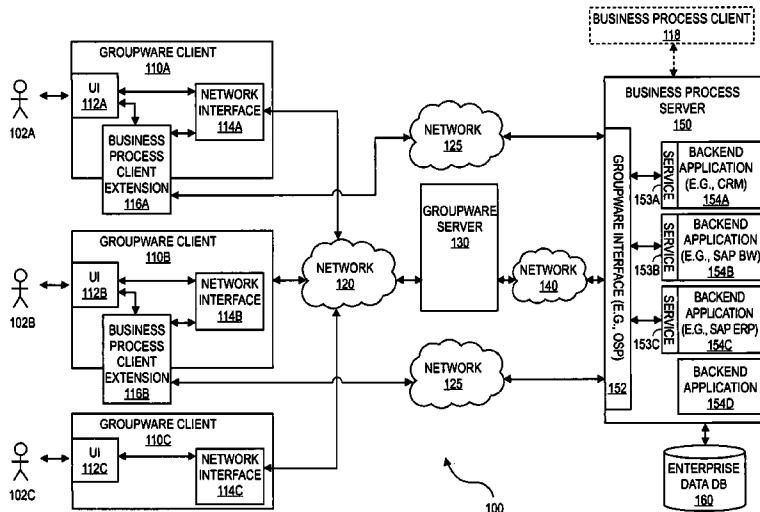 BUSINESS PROCESS CLIENT
118
GROUPWARE CLIENT
110A
UI
112A
NETWORK
INTERFACE
114A
BUSINESS
PROCESS
CLIENT
EXTENSION
116A
102A
GROUPWARE CLIENT
110B
UI
112B
NETWORK
INTERFACE
114B
BUSINESS
PROCESS
CLIENT
EXTENSION
116B
102B
GROUPWARE CLIENT
110C
UI
112C
NETWORK
INTERFACE
114C
102C
NETWORK
125
NETWORK
120
GROUPWARE
SERVER
130
NETWORK
140
NETWORK
125
100
BUSINESS PROCESS
SERVER
150
GROUPWARE INTERFACE (E.G., OSP)
152
SERVICE
153A
BACKEND
APPLICATION
(E.G., CRM)
154A
SERVICE
153B
BACKEND
APPLICATION
(E.G., SAP BW)
154B
SERVICE
153C
BACKEND
APPLICATION
(E.G., SAP ERP)
154C
BACKEND
APPLICATION
154D
ENTERPRISE
DATA DB
160